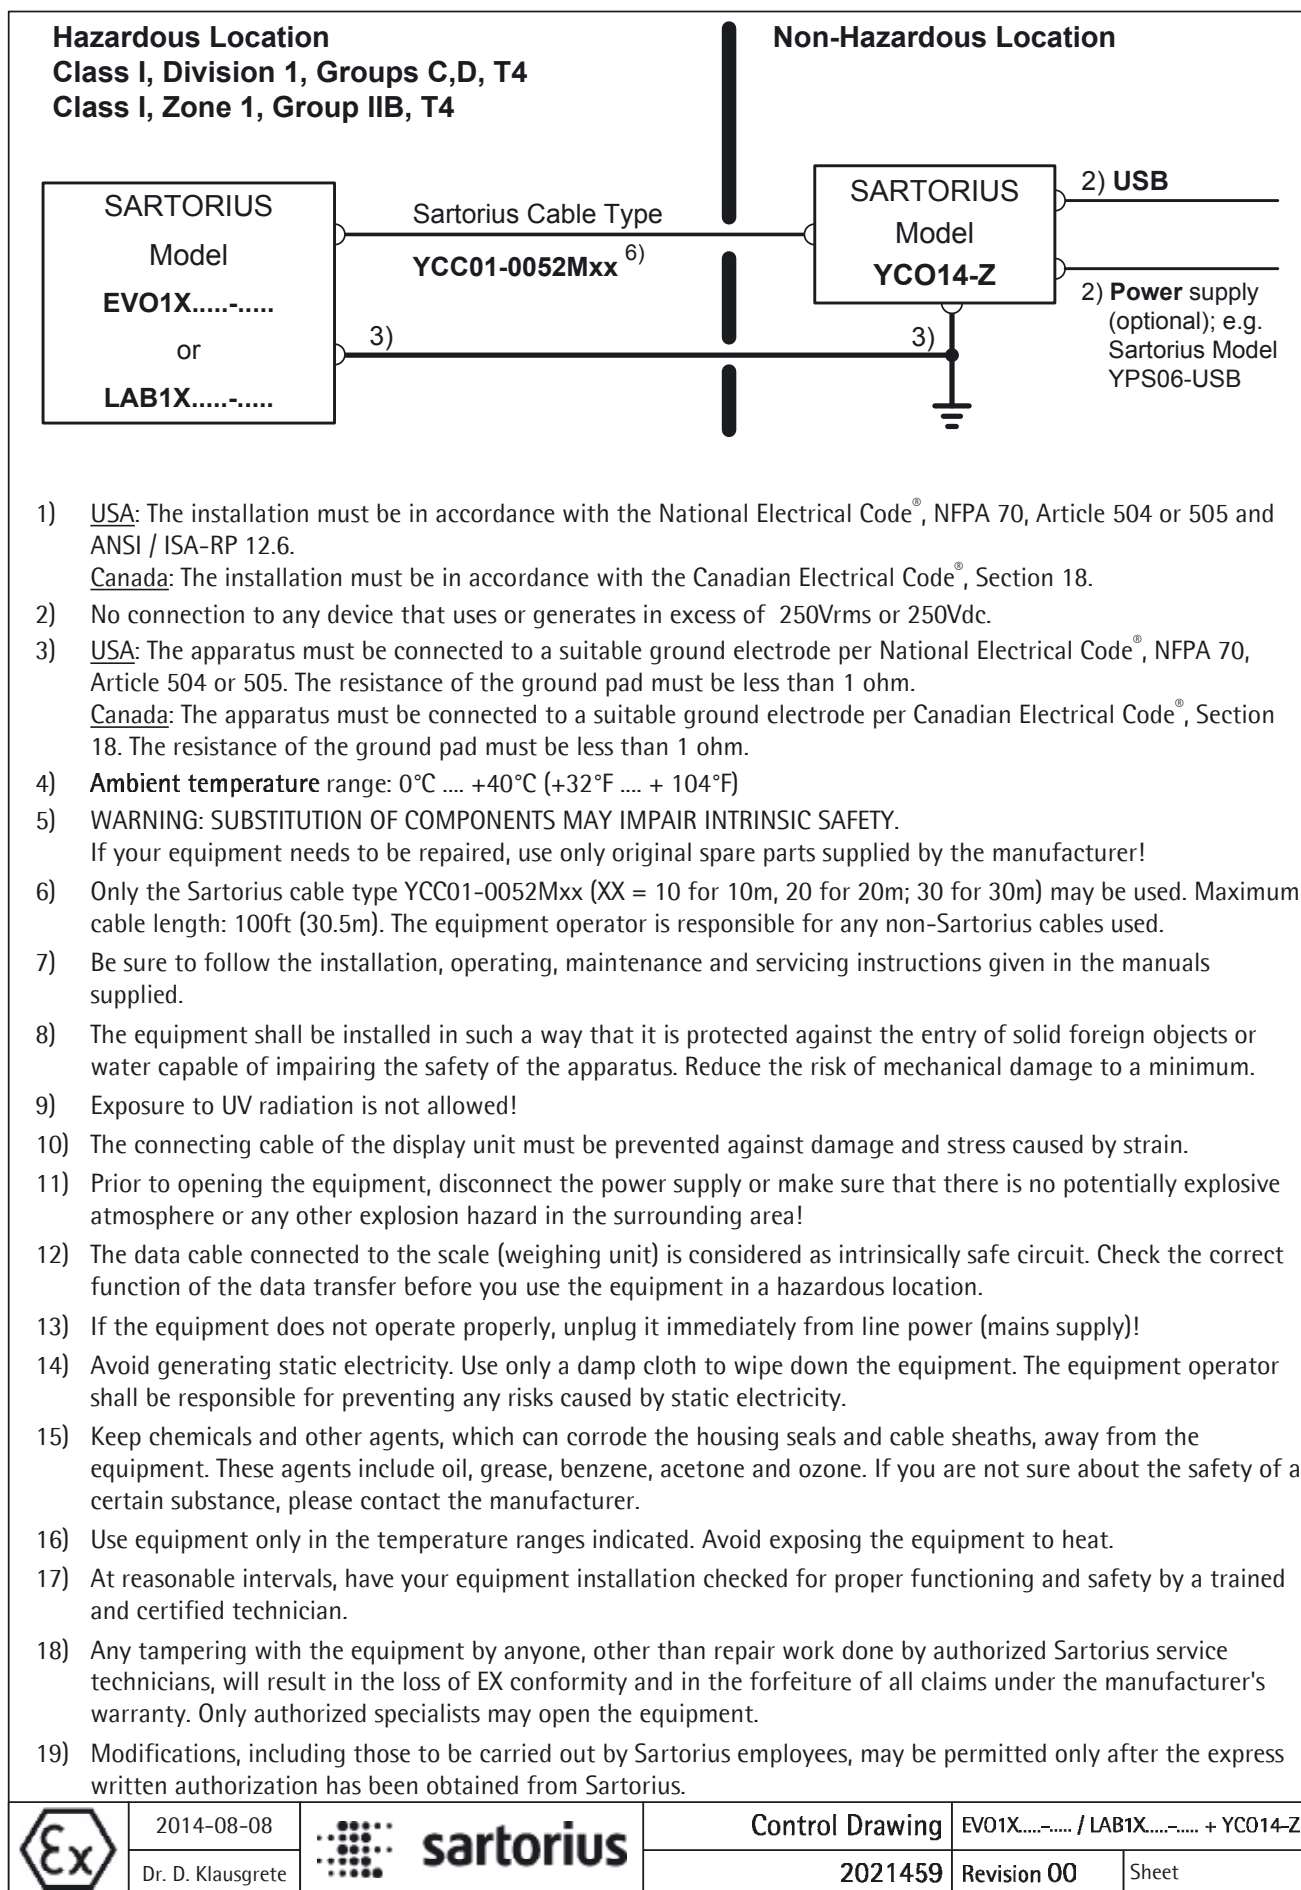 Hazardous Location
Class I, Division 1, Groups C,D, T4
Class I, Zone 1, Group IIB, T4
Non-Hazardous Location
SARTORIUS
Model
EVO1X.....-.....
or
LAB1X.....-.....
Sartorius Cable Type
YCC01-0052Mxx 6)
3)
SARTORIUS
Model
YCO14-Z
3)
2) USB
2) Power supply
(optional); e.g.
Sartorius Model
YPS06-USB
1) USA: The installation must be in accordance with the National Electrical Code®, NFPA 70, Article 504 or 505 and
ANSI / ISA-RP 12.6.
Canada: The installation must be in accordance with the Canadian Electrical Code®, Section 18.
2) No connection to any device that uses or generates in excess of 250Vrms or 250Vdc.
3) USA: The apparatus must be connected to a suitable ground electrode per National Electrical Code®, NFPA 70,
Article 504 or 505. The resistance of the ground pad must be less than 1 ohm.
Canada: The apparatus must be connected to a suitable ground electrode per Canadian Electrical Code®, Section
18. The resistance of the ground pad must be less than 1 ohm.
4) Ambient temperature range: 0°C .... +40°C (+32°F .... + 104°F)
5) WARNING: SUBSTITUTION OF COMPONENTS MAY IMPAIR INTRINSIC SAFETY.
If your equipment needs to be repaired, use only original spare parts supplied by the manufacturer!
6) Only the Sartorius cable type YCC01-0052Mxx (XX = 10 for 10m, 20 for 20m; 30 for 30m) may be used. Maximum
cable length: 100ft (30.5m). The equipment operator is responsible for any non-Sartorius cables used.
7) Be sure to follow the installation, operating, maintenance and servicing instructions given in the manuals
supplied.
8) The equipment shall be installed in such a way that it is protected against the entry of solid foreign objects or
water capable of impairing the safety of the apparatus. Reduce the risk of mechanical damage to a minimum.
9) Exposure to UV radiation is not allowed!
10) The connecting cable of the display unit must be prevented against damage and stress caused by strain.
11) Prior to opening the equipment, disconnect the power supply or make sure that there is no potentially explosive
atmosphere or any other explosion hazard in the surrounding area!
12) The data cable connected to the scale (weighing unit) is considered as intrinsically safe circuit. Check the correct
function of the data transfer before you use the equipment in a hazardous location.
13) If the equipment does not operate properly, unplug it immediately from line power (mains supply)!
14) Avoid generating static electricity. Use only a damp cloth to wipe down the equipment. The equipment operator
shall be responsible for preventing any risks caused by static electricity.
15) Keep chemicals and other agents, which can corrode the housing seals and cable sheaths, away from the
equipment. These agents include oil, grease, benzene, acetone and ozone. If you are not sure about the safety of a
certain substance, please contact the manufacturer.
16) Use equipment only in the temperature ranges indicated. Avoid exposing the equipment to heat.
17) At reasonable intervals, have your equipment installation checked for proper functioning and safety by a trained
and certified technician.
18) Any tampering with the equipment by anyone, other than repair work done by authorized Sartorius service
technicians, will result in the loss of EX conformity and in the forfeiture of all claims under the manufacturer's
warranty. Only authorized specialists may open the equipment.
19) Modifications, including those to be carried out by Sartorius employees, may be permitted only after the express
written authorization has been obtained from Sartorius.
Ex
2014-08-08
Dr. D. Klausgrete
sartorius
Control Drawing
EVO1X.....-..... / LAB1X.....-..... + YCO14-Z
2021459
Revision 00
Sheet